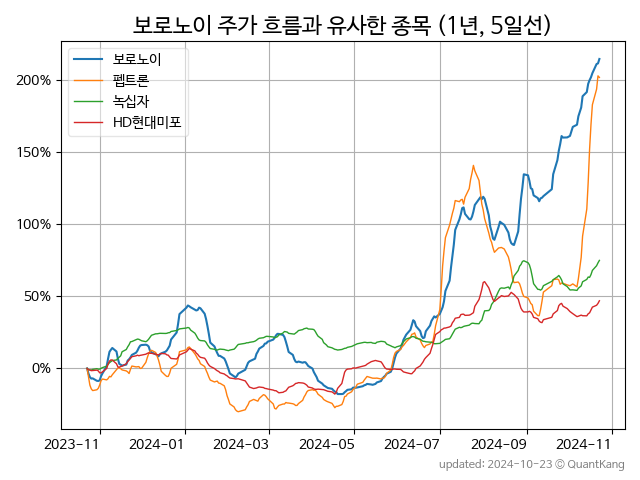 보로노이 주가 흐름과 유사한 종목 (1년, 5일선)
보로노이
펩트론
녹십자
HD현대미포
200%
150%
100%
50%
0%
2023-11 2024-01 2024-03 2024-05 2024-07 2024-09 2024-11
updated: 2024-10-23 © QuantKang